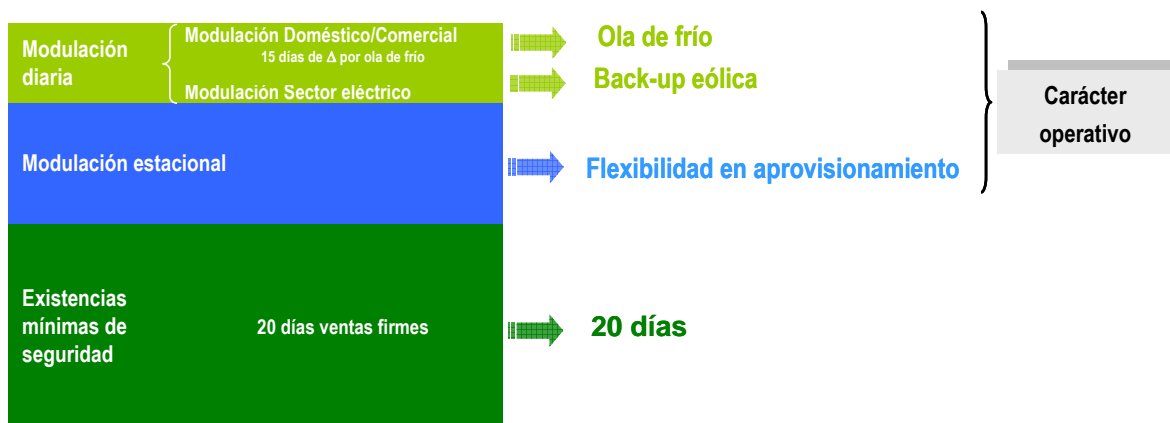 Modulación
diaria
Modulación Doméstico/Comercial
15 días de Δ por ola de frío
Modulación Sector eléctrico
Ola de frío
Back-up eólica
Carácter
operativo
Modulación estacional
Flexibilidad en aprovisionamiento
Existencias
mínimas de
seguridad
20 días ventas firmes
20 días